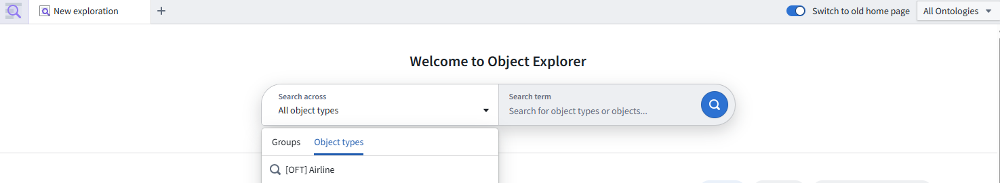 New exploration
Switch to old home page
All Ontologies
Welcome to Object Explorer
Search across
All object types
Search term
Search for object types or objects...
Groups
Object types
[OFT] Airline